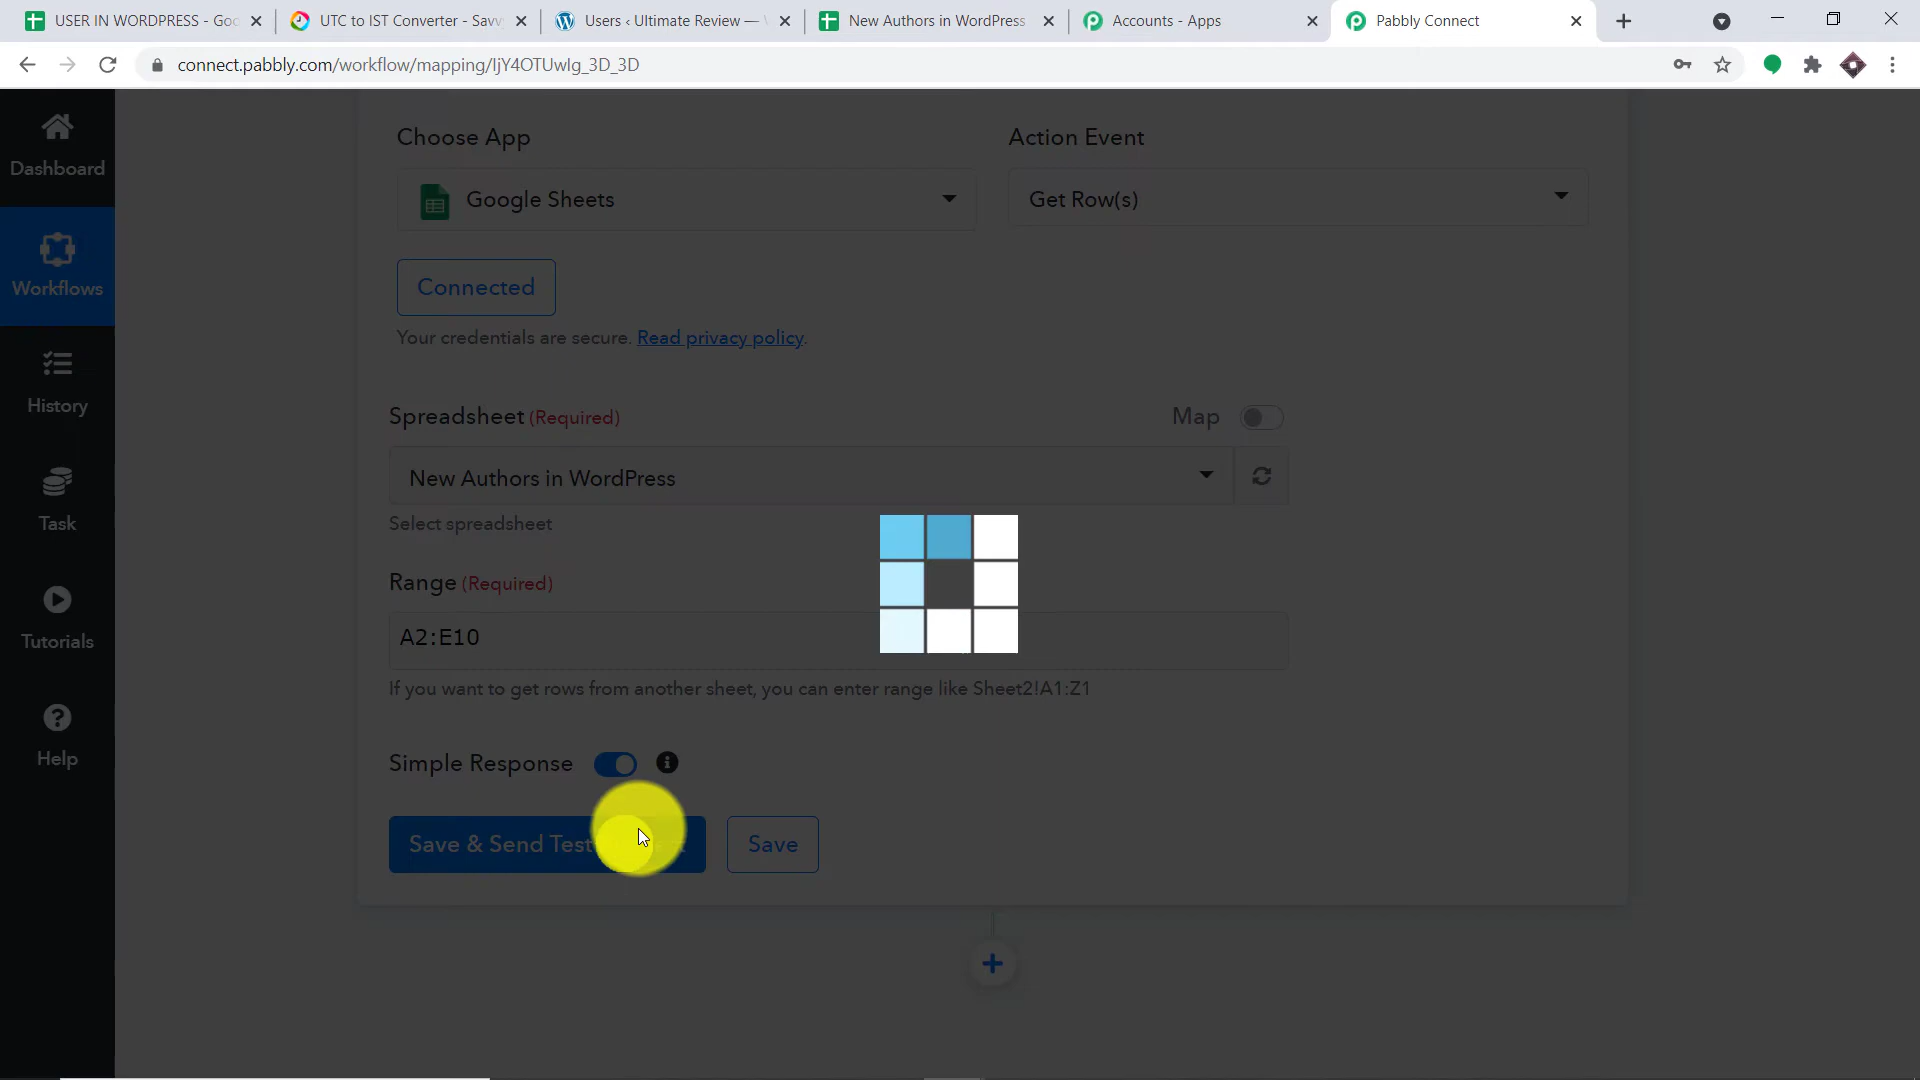 USER IN WORDPRESS - Goo
UTC to IST Converter - Savv
Users ‹ Ultimate Review — W
New Authors in WordPress
Accounts - Apps
Pabbly Connect
connect.pabbly.com/workflow/mapping/IjY4OTUwIg_3D_3D
Dashboard
Workflows
History
Task
Tutorials
Help
Choose App
Action Event
Google Sheets
Get Row(s)
Connected
Your credentials are secure. Read privacy policy.
Spreadsheet (Required)
Map
New Authors in WordPress
Select spreadsheet
Range (Required)
A2:E10
If you want to get rows from another sheet, you can enter range like Sheet2!A1:Z1
Simple Response
Save & Send Test
Save